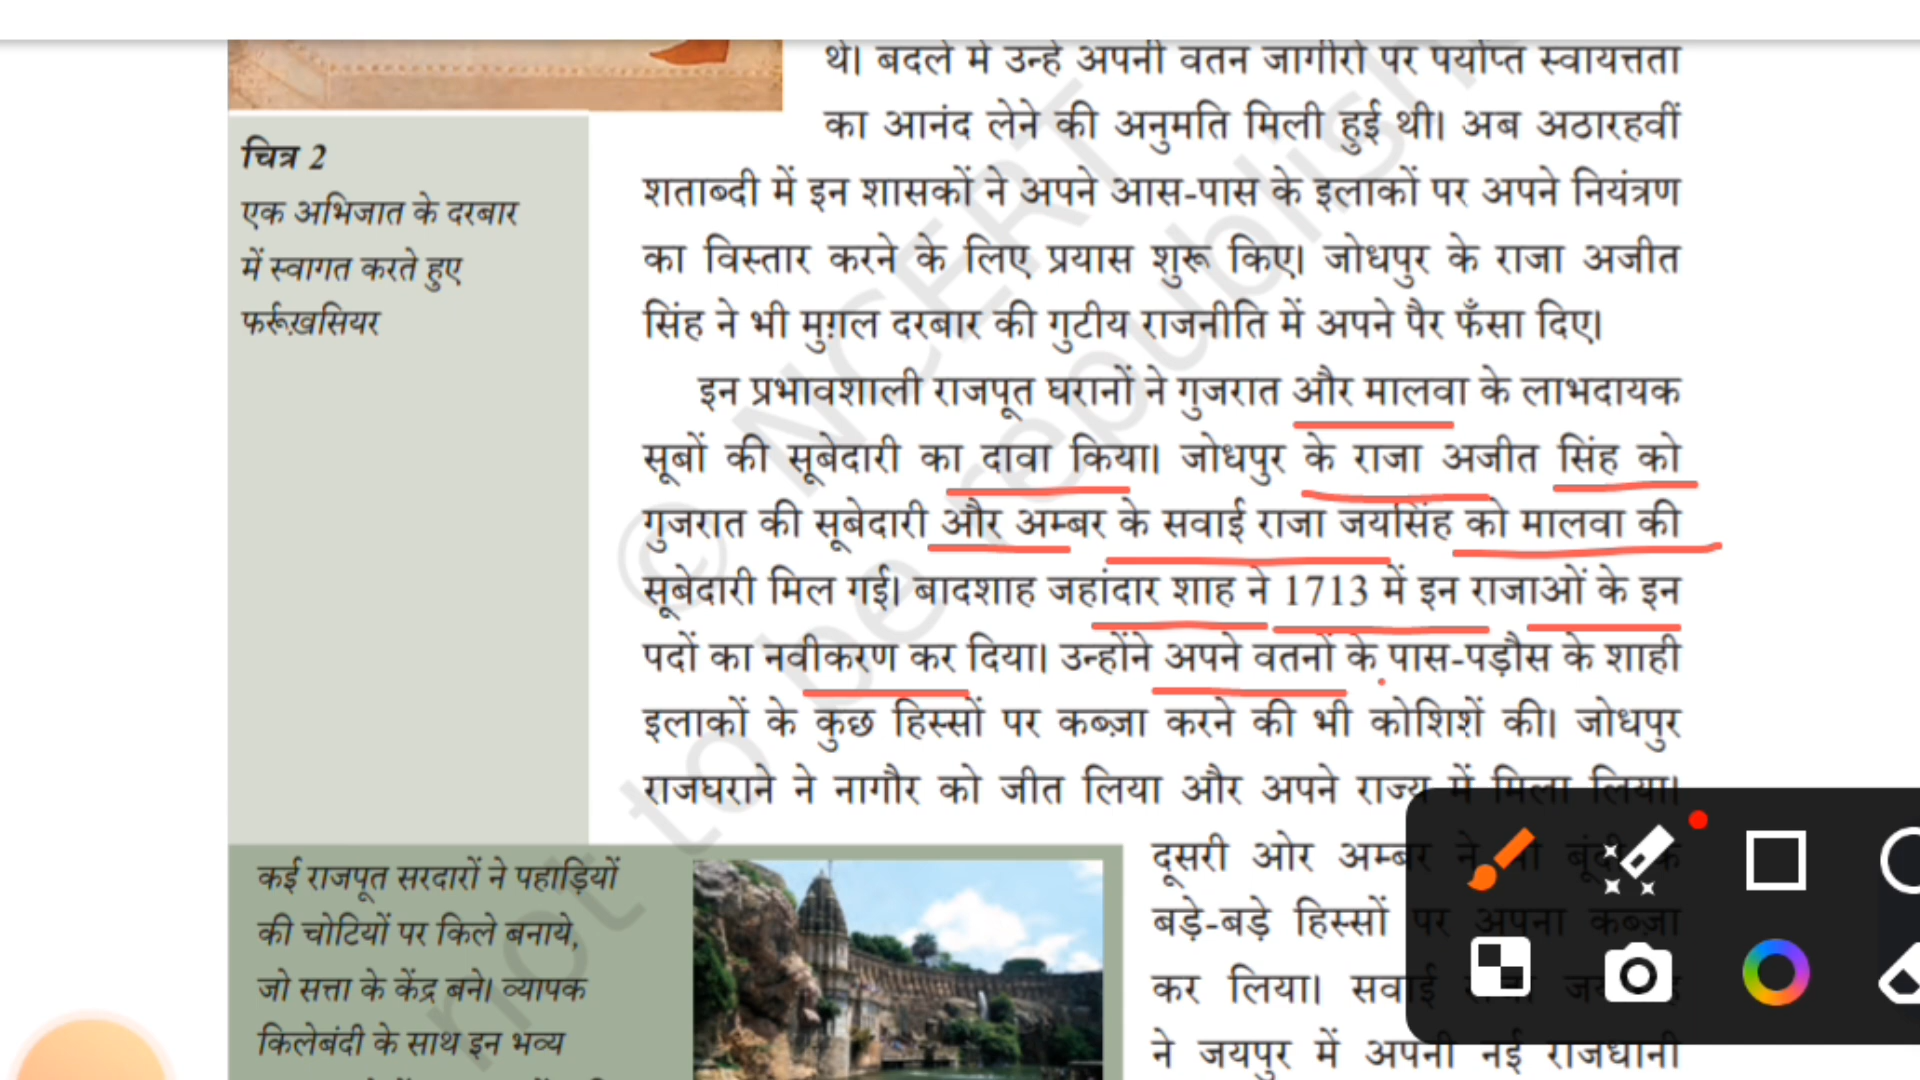 थे। बदले में उन्हें अपनी वतन जागीरों पर पर्याप्त स्वायत्तता
का आनंद लेने की अनुमति मिली हुई थी। अब अठारहवीं
शताब्दी में इन शासकों ने अपने आस-पास के इलाकों पर अपने नियंत्रण
का विस्तार करने के लिए प्रयास शुरू किए। जोधपुर के राजा अजीत
सिंह ने भी मुग़ल दरबार की गुटीय राजनीति में अपने पैर फँसा दिए।
इन प्रभावशाली राजपूत घरानों ने गुजरात और मालवा के लाभदायक
सूबों की सूबेदारी का दावा किया। जोधपुर के राजा अजीत सिंह को
गुजरात की सूबेदारी और अम्बर के सवाई राजा जयसिंह को मालवा की
सूबेदारी मिल गई। बादशाह जहांदार शाह ने 1713 में इन राजाओं के इन
पदों का नवीकरण कर दिया। उन्होंने अपने वतनों के पास-पड़ौस के शाही
इलाकों के कुछ हिस्सों पर कब्ज़ा करने की भी कोशिशें की। जोधपुर
राजघराने ने नागौर को जीत लिया और अपने राज्य में मिला लिया।
दूसरी ओर अम्बर ने बूंदी के
बड़े-बड़े हिस्सों पर अपना कब्ज़ा
कर लिया। सवाई
ने जयपुर में अपनी नई राजधानी
चित्र 2
एक अभिजात के दरबार
में स्वागत करते हुए
फर्रूख़सियर
कई राजपूत सरदारों ने पहाड़ियों
की चोटियों पर किले बनाये,
जो सत्ता के केंद्र बने। व्यापक
किलेबंदी के साथ इन भव्य
© NCERT
not to be republish